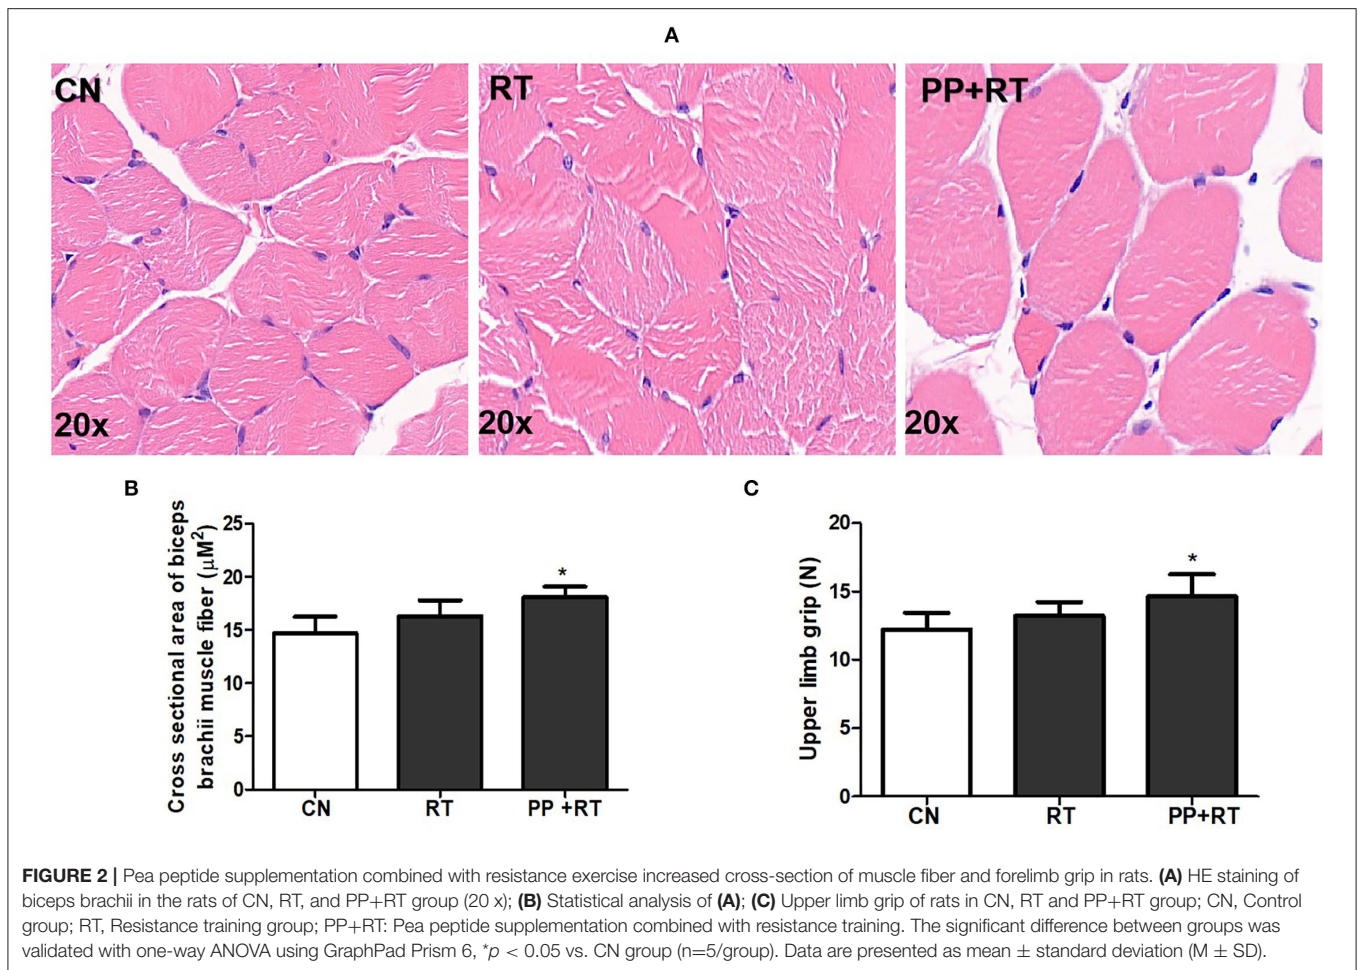 A
CN
RT
PP+RT
20x
20x
20x
B
Cross sectional area of biceps
brachii muscle fiber (μM²)
25
20
15
10
5
0
*
CN
RT
PP +RT
C
Upper limb grip (N)
20
15
10
5
0
*
CN
RT
PP+RT
FIGURE 2 | Pea peptide supplementation combined with resistance exercise increased cross-section of muscle fiber and forelimb grip in rats. (A) HE staining of
biceps brachii in the rats of CN, RT, and PP+RT group (20 x); (B) Statistical analysis of (A); (C) Upper limb grip of rats in CN, RT and PP+RT group; CN, Control
group; RT, Resistance training group; PP+RT: Pea peptide supplementation combined with resistance training. The significant difference between groups was
validated with one-way ANOVA using GraphPad Prism 6, *p < 0.05 vs. CN group (n=5/group). Data are presented as mean ± standard deviation (M ± SD).